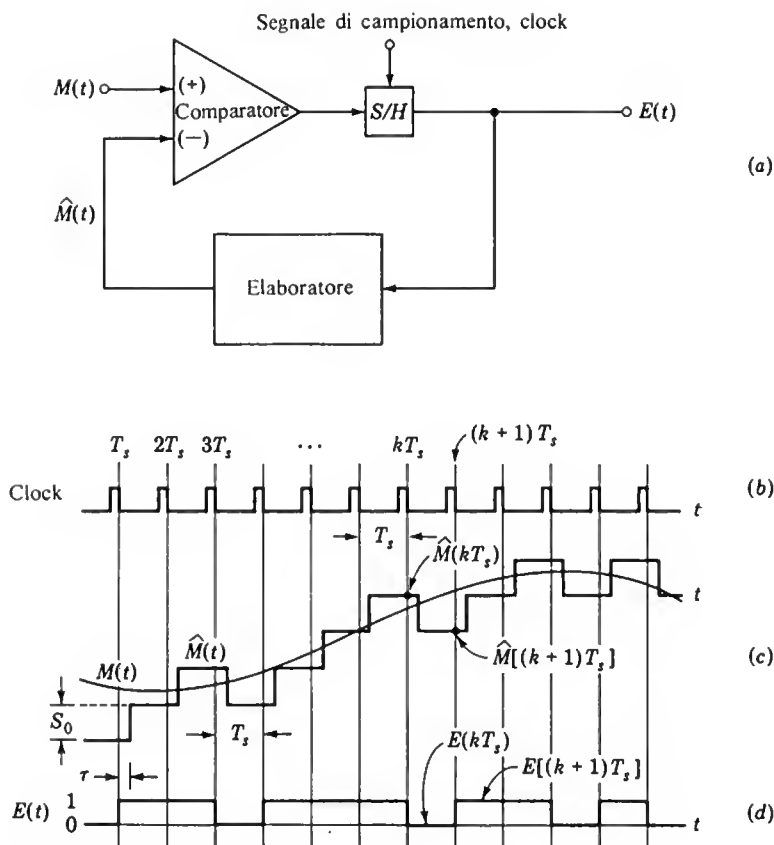 Segnale di campionamento, clock
M(t)
(+)
Comparatore
(—)
S/H
E(t)
(a)
M̂(t)
Elaboratore
T_s 2T_s 3T_s ... kT_s (k + 1)T_s
Clock
t
(b)
T_s
M̂(kT_s)
t
M(t)
M̂(t)
M̂[(k + 1)T_s]
(c)
S_0
T_s
E(kT_s)
τ
E[(k + 1)T_s]
E(t) 1
0
t
(d)